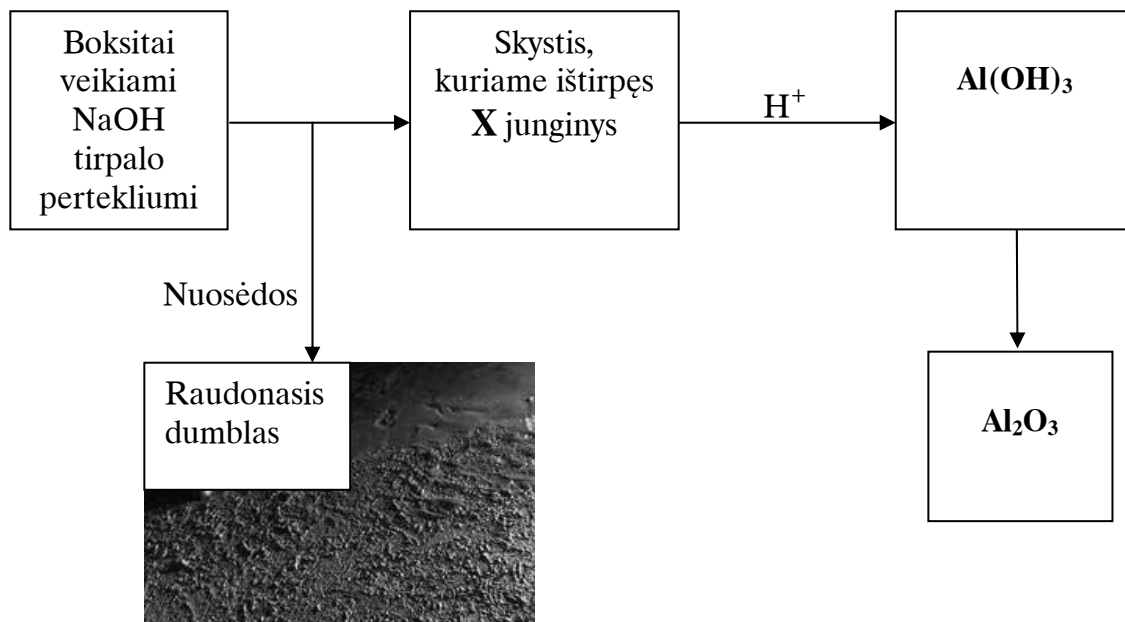 Boksitai
veikiami
NaOH
tirpalo
pertekliumi
Skystis,
kuriame ištirpęs
X junginys
H⁺
Al(OH)₃
Nuosėdos
Raudonasis
dumblas
Al₂O₃